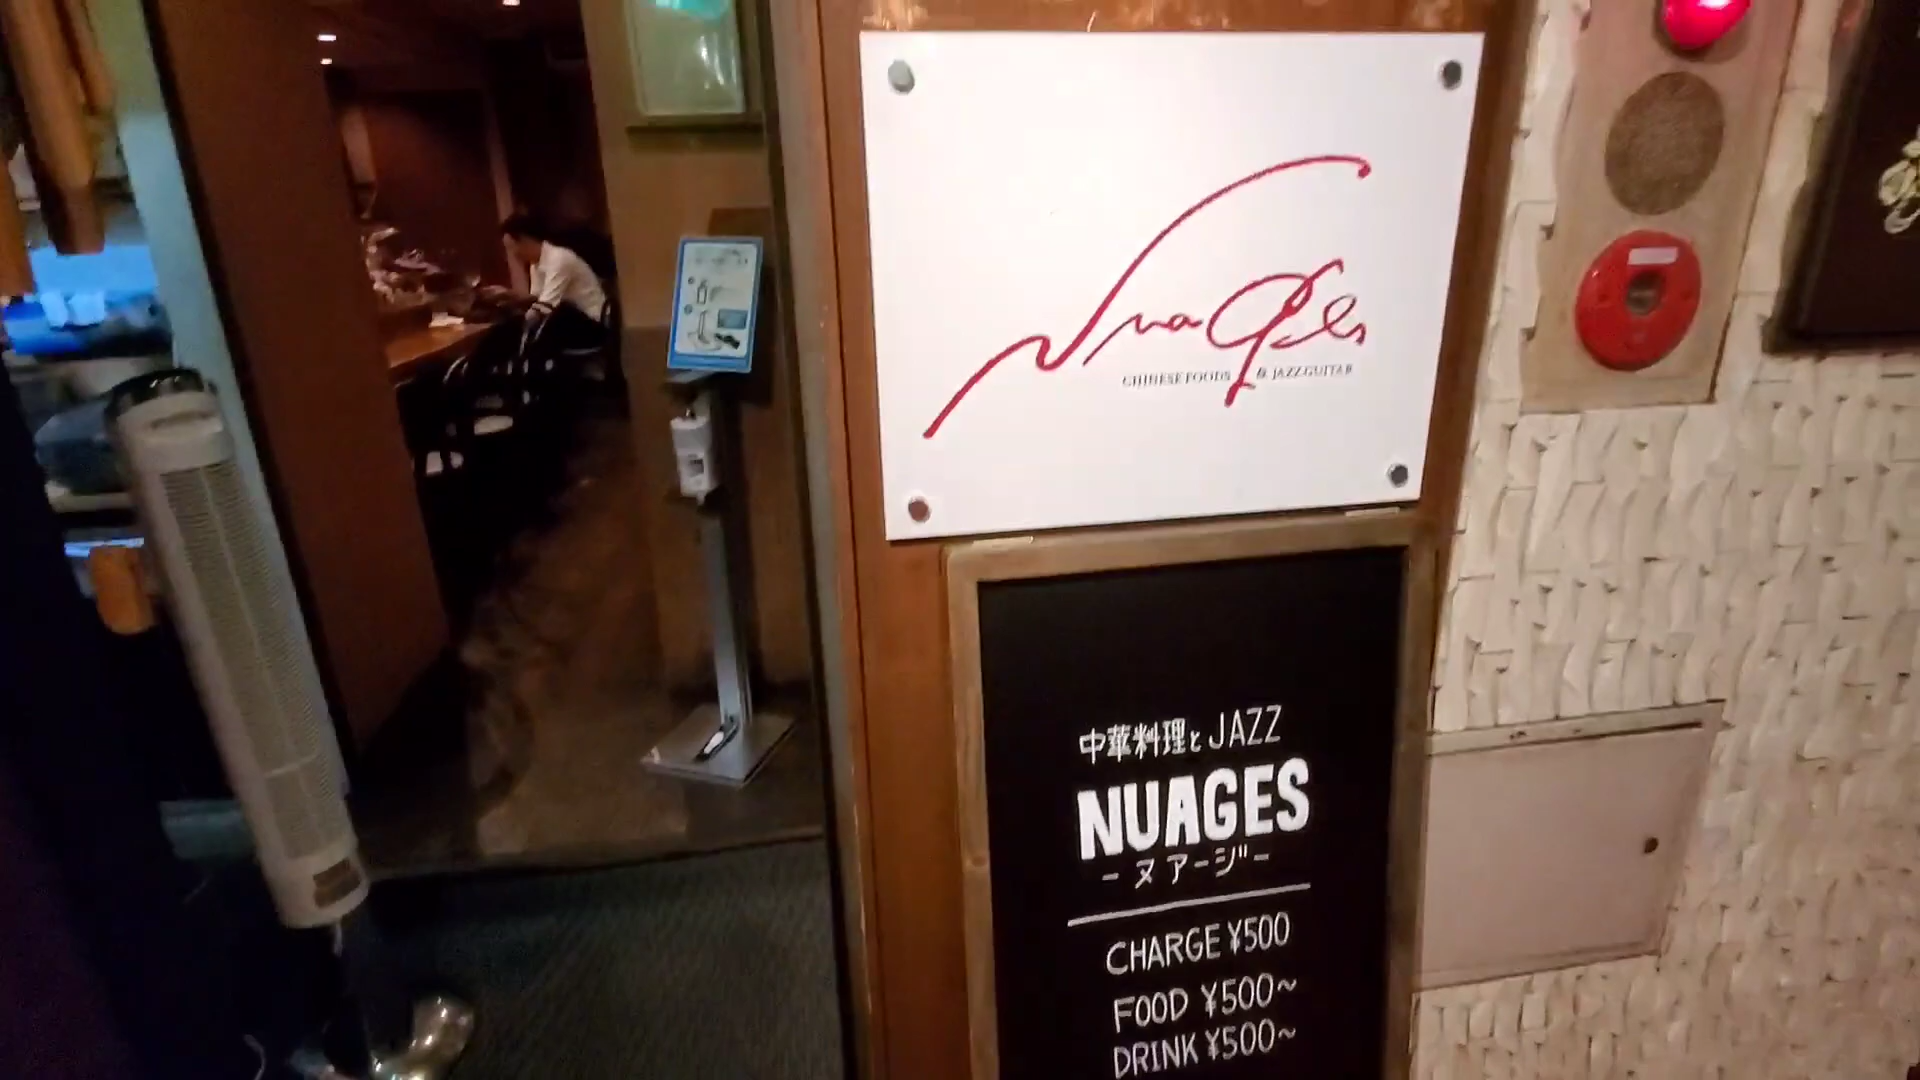 Nuages
CHINESE FOODS & JAZZ GUITAR
中華料理とJAZZ
NUAGES
-ヌアージ-
CHARGE ¥500
FOOD ¥500~
DRINK ¥500~